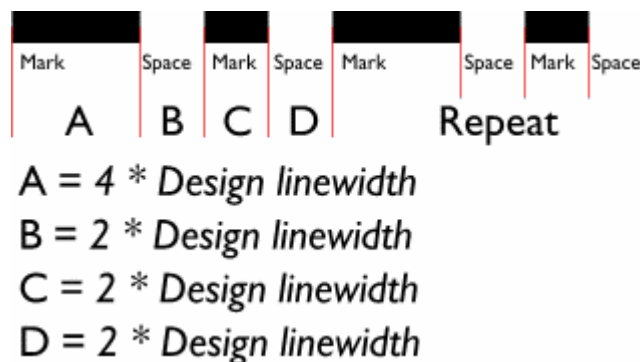 Mark Space Mark Space Mark Space Mark Space
A B C D Repeat
A = 4 * Design linewidth
B = 2 * Design linewidth
C = 2 * Design linewidth
D = 2 * Design linewidth